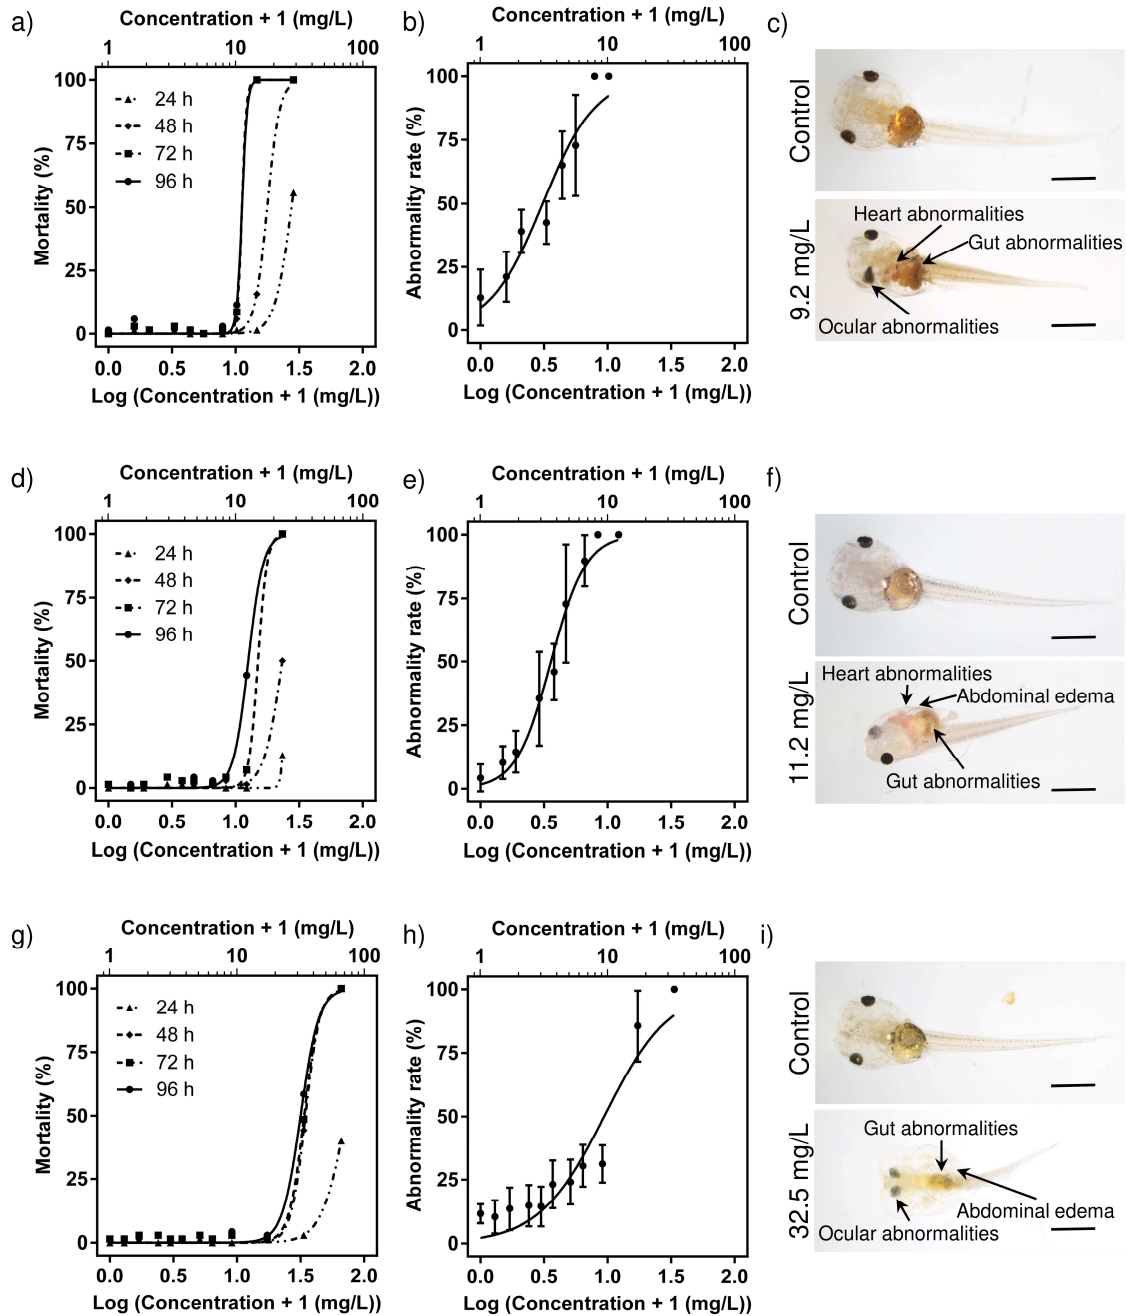 a)
Concentration + 1 (mg/L)
1 10 100
Mortality (%)
100
75
50
25
0
24 h
48 h
72 h
96 h
0.0 0.5 1.0 1.5 2.0
Log (Concentration + 1 (mg/L))
b)
Concentration + 1 (mg/L)
1 10 100
Abnormality rate (%)
100
75
50
25
0
0.0 0.5 1.0 1.5 2.0
Log (Concentration + 1 (mg/L))
c)
Control
9.2 mg/L
Heart abnormalities
Gut abnormalities
Ocular abnormalities
d)
Concentration + 1 (mg/L)
1 10 100
Mortality (%)
100
75
50
25
0
24 h
48 h
72 h
96 h
0.0 0.5 1.0 1.5 2.0
Log (Concentration + 1 (mg/L))
e)
Concentration + 1 (mg/L)
1 10 100
Abnormality rate (%)
100
75
50
25
0
0.0 0.5 1.0 1.5 2.0
Log (Concentration + 1 (mg/L))
f)
Control
11.2 mg/L
Heart abnormalities
Abdominal edema
Gut abnormalities
g)
Concentration + 1 (mg/L)
1 10 100
Mortality (%)
100
75
50
25
0
24 h
48 h
72 h
96 h
0.0 0.5 1.0 1.5 2.0
Log (Concentration + 1 (mg/L))
h)
Concentration + 1 (mg/L)
1 10 100
Abnormality rate (%)
100
75
50
25
0
0.0 0.5 1.0 1.5 2.0
Log (Concentration + 1 (mg/L))
i)
Control
32.5 mg/L
Gut abnormalities
Abdominal edema
Ocular abnormalities